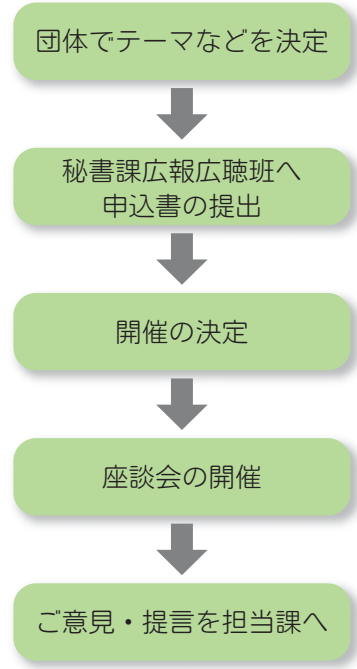 団体でテーマなどを決定
秘書課広報広聴班へ
申込書の提出
開催の決定
座談会の開催
ご意見・提言を担当課へ